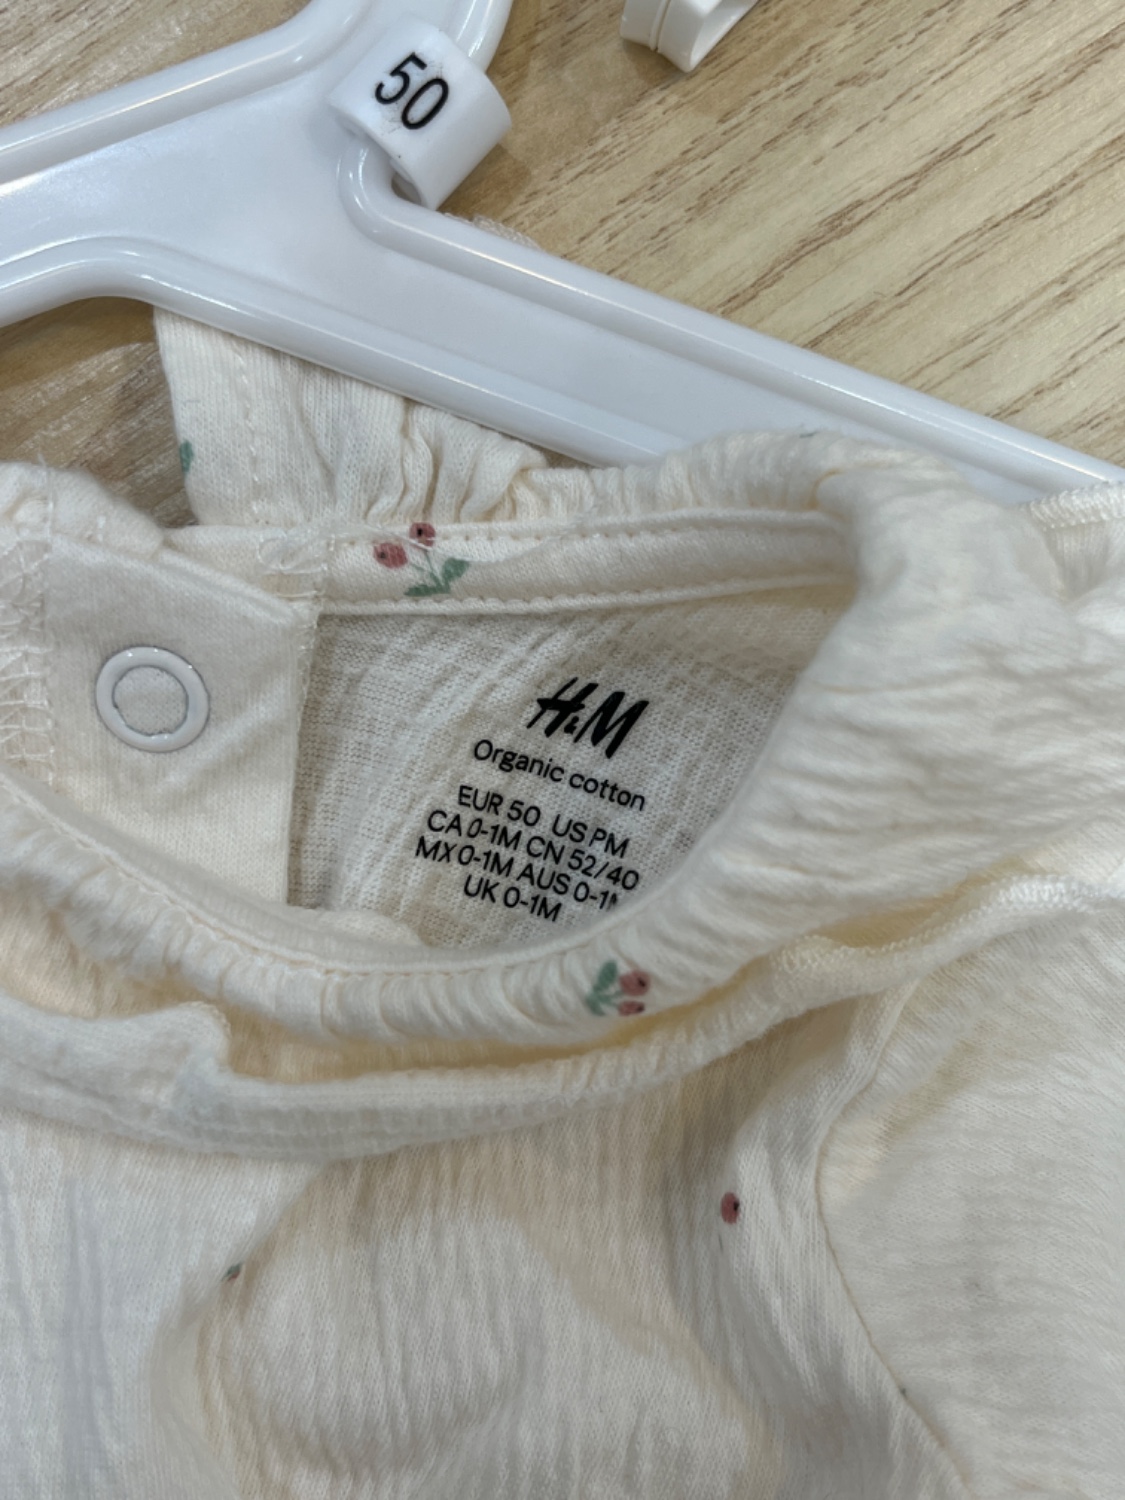 50
H&M
Organic cotton
EUR 50 US PM
CA 0-1M CN 52/40
MX 0-1M AUS 0-1M
UK 0-1M